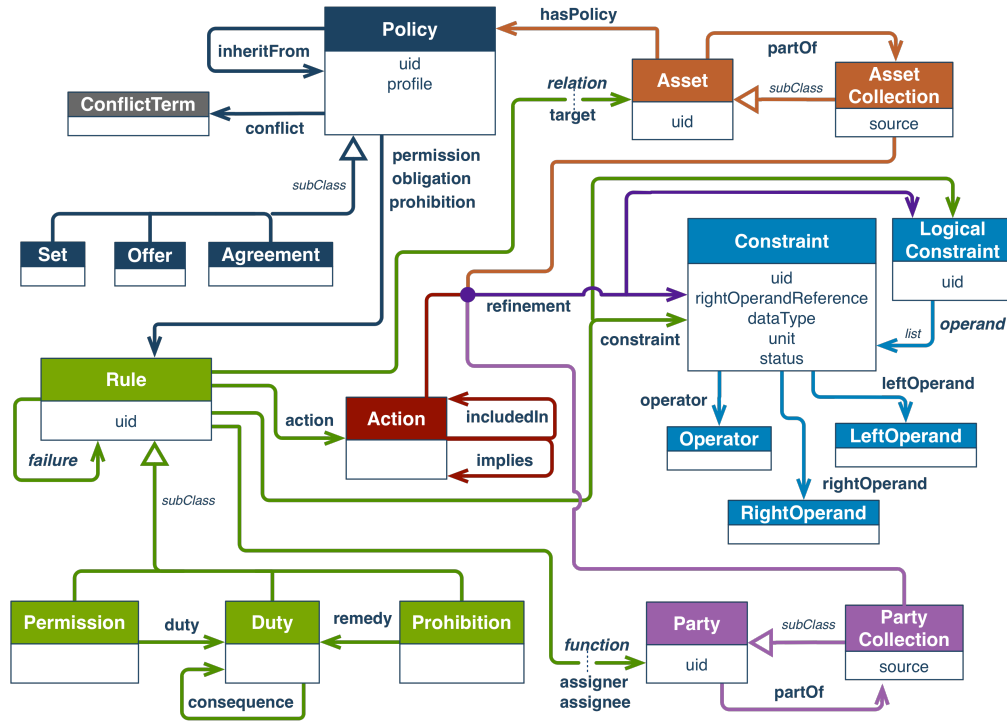 Policy
uid
profile
inheritFrom
hasPolicy
partOf
Asset
uid
Asset
Collection
source
subClass
relation
target
ConflictTerm
conflict
permission
obligation
prohibition
subClass
Set
Offer
Agreement
Constraint
uid
rightOperandReference
dataType
unit
status
Logical
Constraint
uid
operand
list
refinement
constraint
Rule
uid
failure
action
Action
includedIn
implies
operator
leftOperand
Operator
LeftOperand
rightOperand
RightOperand
subClass
Permission
duty
Duty
remedy
Prohibition
consequence
function
assigner
assignee
Party
uid
subClass
Party
Collection
source
partOf